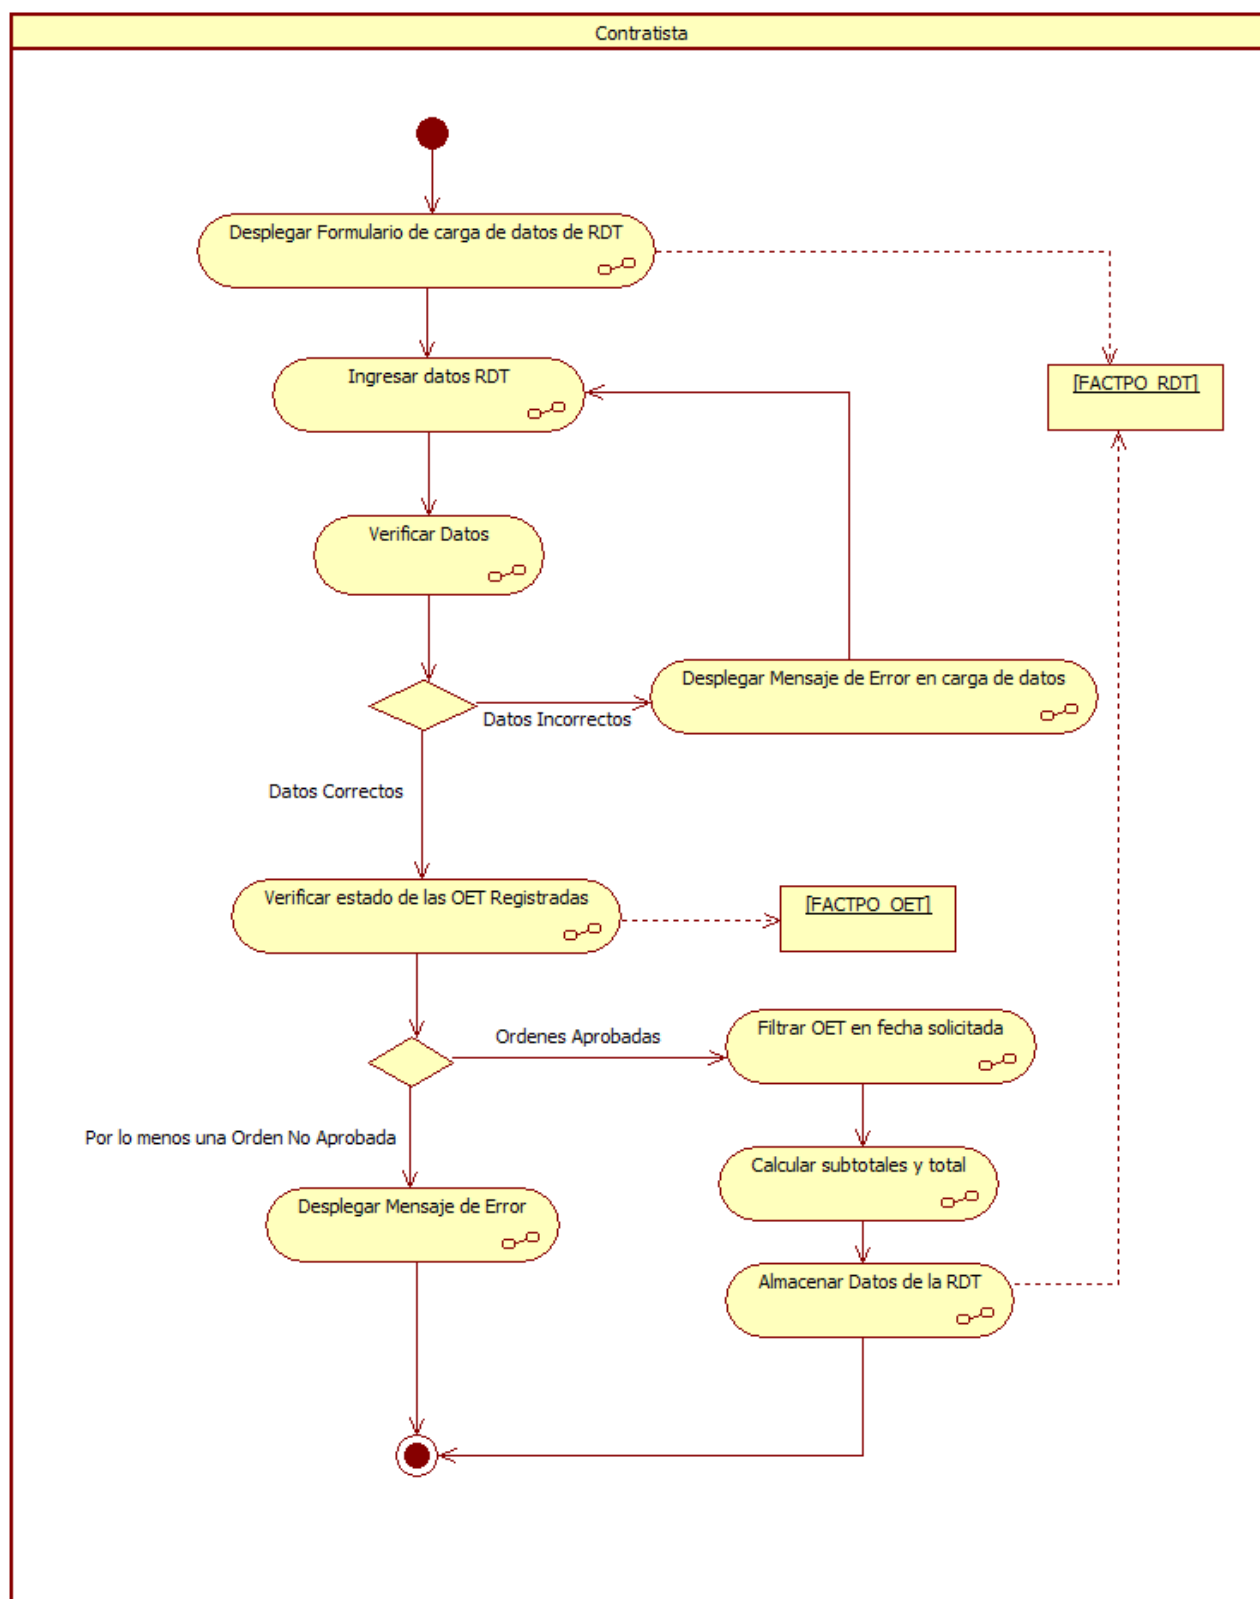 Contratista
Desplegar Formulario de carga de datos de RDT
Ingresar datos RDT
[FACTPO_RDT]
Verificar Datos
Desplegar Mensaje de Error en carga de datos
Datos Incorrectos
Datos Correctos
Verificar estado de las OET Registradas
[FACTPO_OET]
Filtrar OET en fecha solicitada
Ordenes Aprobadas
Por lo menos una Orden No Aprobada
Calcular subtotales y total
Desplegar Mensaje de Error
Almacenar Datos de la RDT